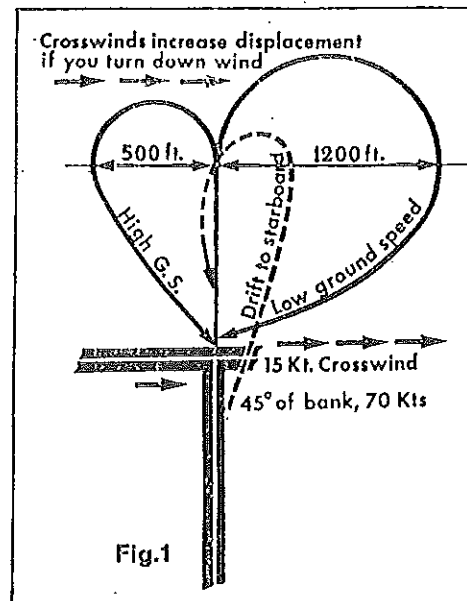 Crosswinds increase displacement
if you turn down wind
500 ft.
1200 ft.
High G.S.
Drift to starboard
Low ground speed
15 Kt. Crosswind
45° of bank, 70 Kts
Fig.1